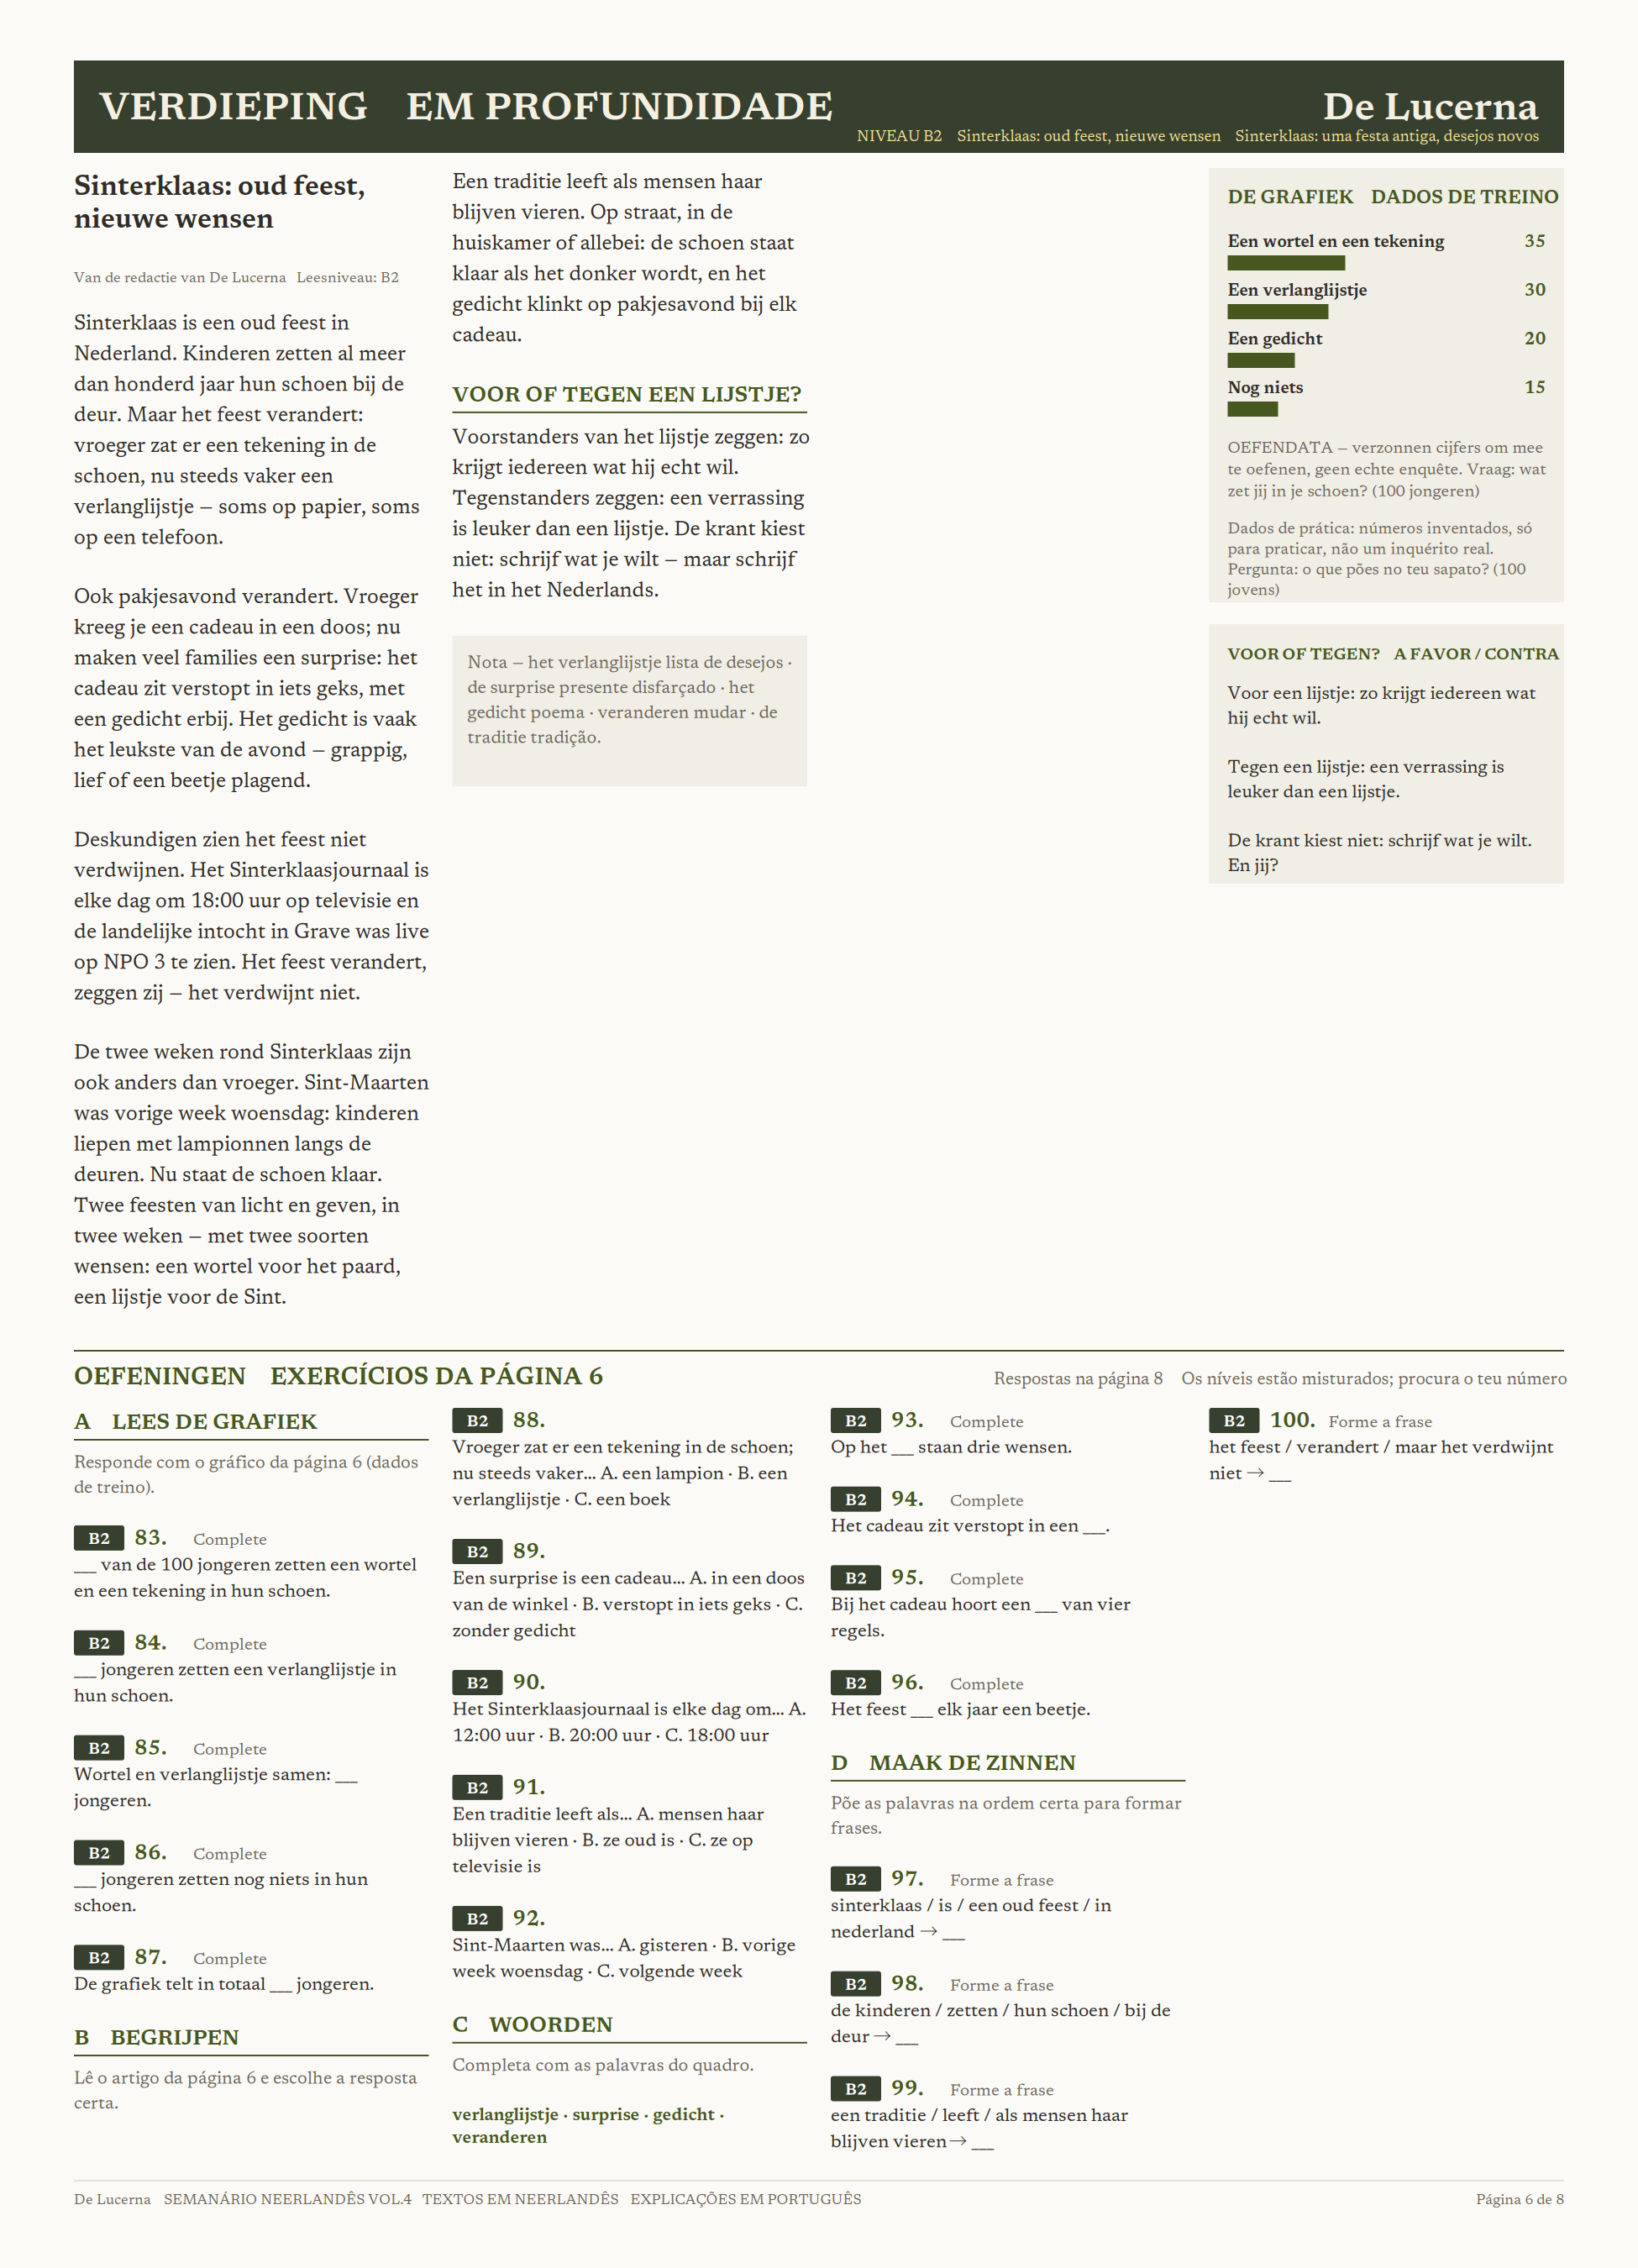 VERDIEPING EM PROFUNDIDADE
De Lucerna
NIVEAU B2 Sinterklaas: oud feest, nieuwe wensen Sinterklaas: uma festa antiga, desejos novos
Sinterklaas: oud feest,
nieuwe wensen
Van de redactie van De Lucerna Leesniveau: B2
Sinterklaas is een oud feest in
Nederland. Kinderen zetten al meer
dan honderd jaar hun schoen bij de
deur. Maar het feest verandert:
vroeger zat er een tekening in de
schoen, nu steeds vaker een
verlanglijstje – soms op papier, soms
op een telefoon.
Ook pakjesavond verandert. Vroeger
kreeg je een cadeau in een doos; nu
maken veel families een surprise: het
cadeau zit verstopt in iets geks, met
een gedicht erbij. Het gedicht is vaak
het leukste van de avond – grappig,
lief of een beetje plagend.
Deskundigen zien het feest niet
verdwijnen. Het Sinterklaasjournaal is
elke dag om 18:00 uur op televisie en
de landelijke intocht in Grave was live
op NPO 3 te zien. Het feest verandert,
zeggen zij – het verdwijnt niet.
De twee weken rond Sinterklaas zijn
ook anders dan vroeger. Sint-Maarten
was vorige week woensdag: kinderen
liepen met lampionnen langs de
deuren. Nu staat de schoen klaar.
Twee feesten van licht en geven, in
twee weken – met twee soorten
wensen: een wortel voor het paard,
een lijstje voor de Sint.
Een traditie leeft als mensen haar
blijven vieren. Op straat, in de
huiskamer of allebei: de schoen staat
klaar als het donker wordt, en het
gedicht klinkt op pakjesavond bij elk
cadeau.
VOOR OF TEGEN EEN LIJSTJE?
Voorstanders van het lijstje zeggen: zo
krijgt iedereen wat hij echt wil.
Tegenstanders zeggen: een verrassing
is leuker dan een lijstje. De krant kiest
niet: schrijf wat je wilt – maar schrijf
het in het Nederlands.
Nota – het verlanglijstje lista de desejos ·
de surprise presente disfarçado · het
gedicht poema · veranderen mudar · de
traditie tradição.
DE GRAFIEK DADOS DE TREINO
Een wortel en een tekening 35
Een verlanglijstje 30
Een gedicht 20
Nog niets 15
OEFENDATA – verzonnen cijfers om mee
te oefenen, geen echte enquête. Vraag: wat
zet jij in je schoen? (100 jongeren)
Dados de prática: números inventados, só
para praticar, não um inquérito real.
Pergunta: o que pões no teu sapato? (100
jovens)
VOOR OF TEGEN? A FAVOR / CONTRA
Voor een lijstje: zo krijgt iedereen wat
hij echt wil.
Tegen een lijstje: een verrassing is
leuker dan een lijstje.
De krant kiest niet: schrijf wat je wilt.
En jij?
OEFENINGEN EXERCÍCIOS DA PÁGINA 6
Respostas na página 8 Os níveis estão misturados; procura o teu número
A LEES DE GRAFIEK
Responde com o gráfico da página 6 (dados
de treino).
B2 83. Complete
___ van de 100 jongeren zetten een wortel
en een tekening in hun schoen.
B2 84. Complete
___ jongeren zetten een verlanglijstje in
hun schoen.
B2 85. Complete
Wortel en verlanglijstje samen: ___
jongeren.
B2 86. Complete
___ jongeren zetten nog niets in hun
schoen.
B2 87. Complete
De grafiek telt in totaal ___ jongeren.
B BEGRIJPEN
Lê o artigo da página 6 e escolhe a resposta
certa.
B2 88.
Vroeger zat er een tekening in de schoen;
nu steeds vaker... A. een lampion · B. een
verlanglijstje · C. een boek
B2 89.
Een surprise is een cadeau... A. in een doos
van de winkel · B. verstopt in iets geks · C.
zonder gedicht
B2 90.
Het Sinterklaasjournaal is elke dag om... A.
12:00 uur · B. 20:00 uur · C. 18:00 uur
B2 91.
Een traditie leeft als... A. mensen haar
blijven vieren · B. ze oud is · C. ze op
televisie is
B2 92.
Sint-Maarten was... A. gisteren · B. vorige
week woensdag · C. volgende week
C WOORDEN
Completa com as palavras do quadro.
verlanglijstje · surprise · gedicht ·
veranderen
B2 93. Complete
Op het ___ staan drie wensen.
B2 94. Complete
Het cadeau zit verstopt in een ___.
B2 95. Complete
Bij het cadeau hoort een ___ van vier
regels.
B2 96. Complete
Het feest ___ elk jaar een beetje.
D MAAK DE ZINNEN
Põe as palavras na ordem certa para formar
frases.
B2 97. Forme a frase
sinterklaas / is / een oud feest / in
nederland → ___
B2 98. Forme a frase
de kinderen / zetten / hun schoen / bij de
deur → ___
B2 99. Forme a frase
een traditie / leeft / als mensen haar
blijven vieren → ___
B2 100. Forme a frase
het feest / verandert / maar het verdwijnt
niet → ___
De Lucerna SEMANÁRIO NEERLANDÊS VOL.4 TEXTOS EM NEERLANDÊS EXPLICAÇÕES EM PORTUGUÊS
Página 6 de 8